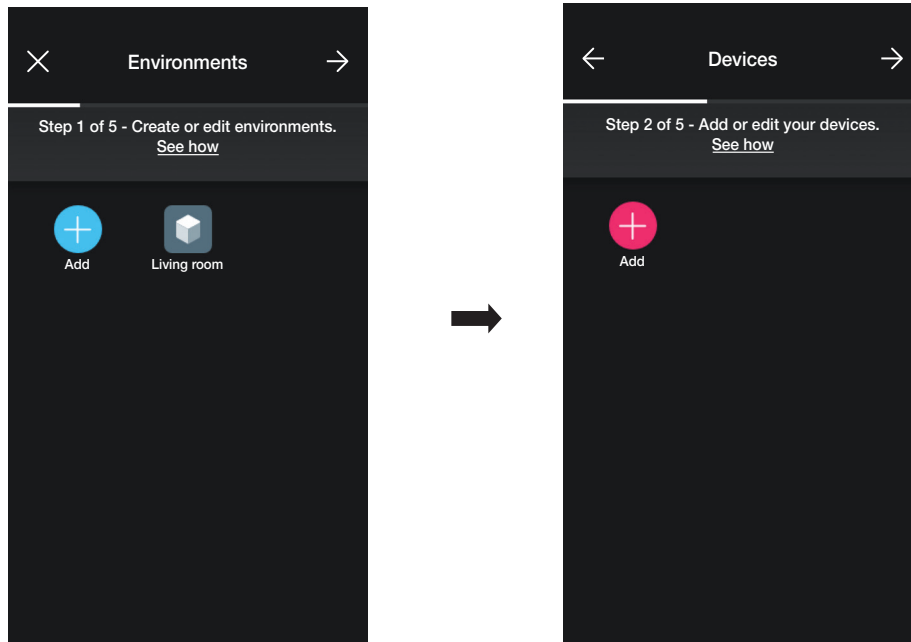 Environments
Step 1 of 5 - Create or edit environments.
See how
Add
Living room
Devices
Step 2 of 5 - Add or edit your devices.
See how
Add